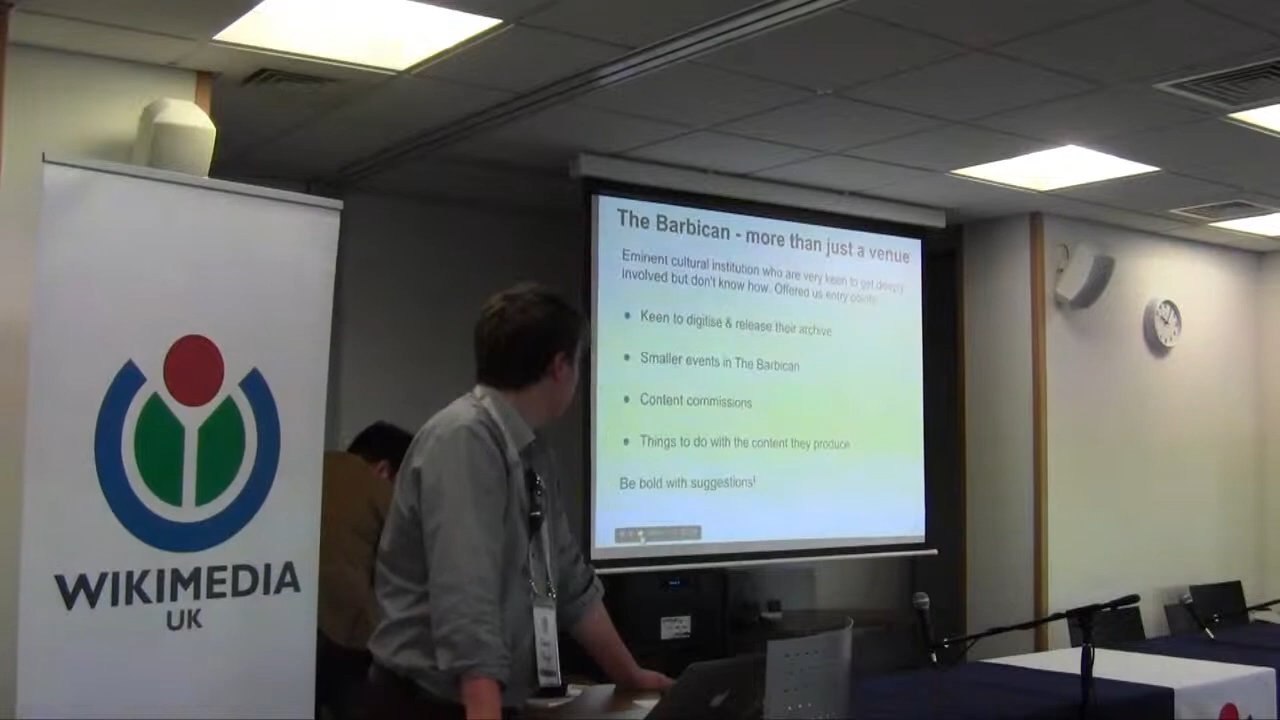 WIKIMEDIA
UK
The Barbican - more than just a venue
Eminent cultural institution who are very keen to get deeply
involved but don't know how. Offered us entry points
Keen to digitise & release their archive
Smaller events in The Barbican
Content commissions
Things to do with the content they produce
Be bold with suggestions!